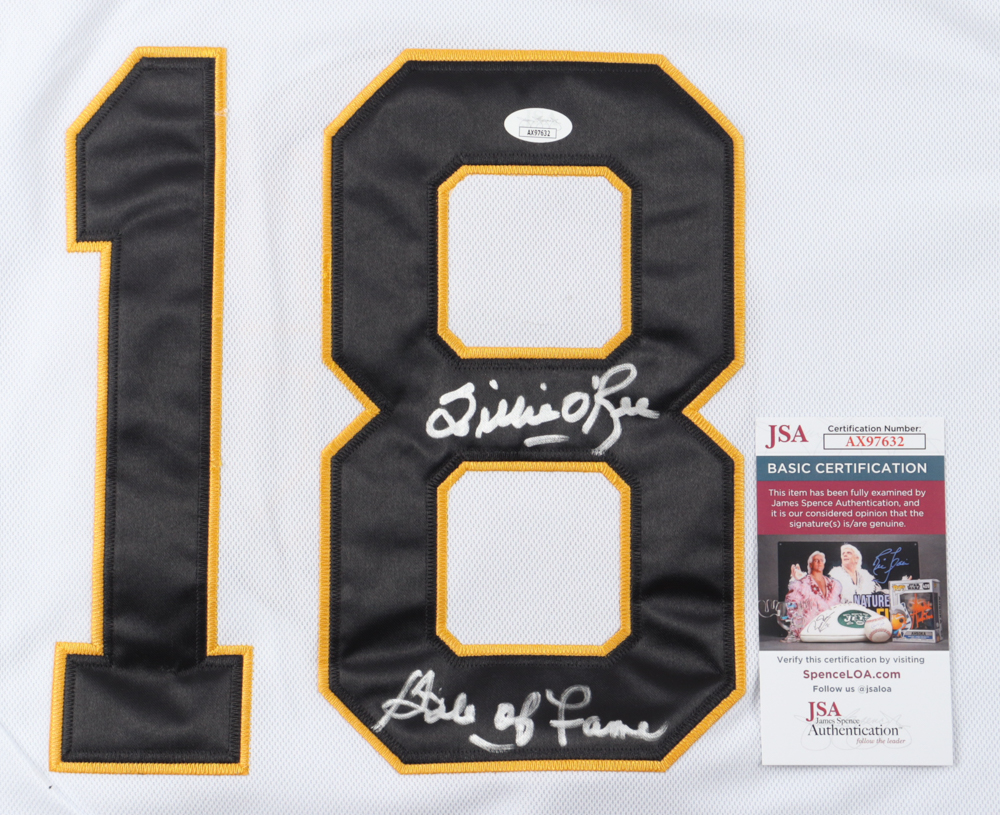 18
AX97632
Willie O'Ree
Hall of Fame
JSA
Certification Number:
AX97632
BASIC CERTIFICATION
This item has been fully examined by
James Spence Authentication, and
it is our considered opinion that the
signature(s) is/are genuine.
NATURE
JETS
Verify this certification by visiting
SpenceLOA.com
Follow us @jsaloa
JSA
James Spence
Authentication
follow the leader